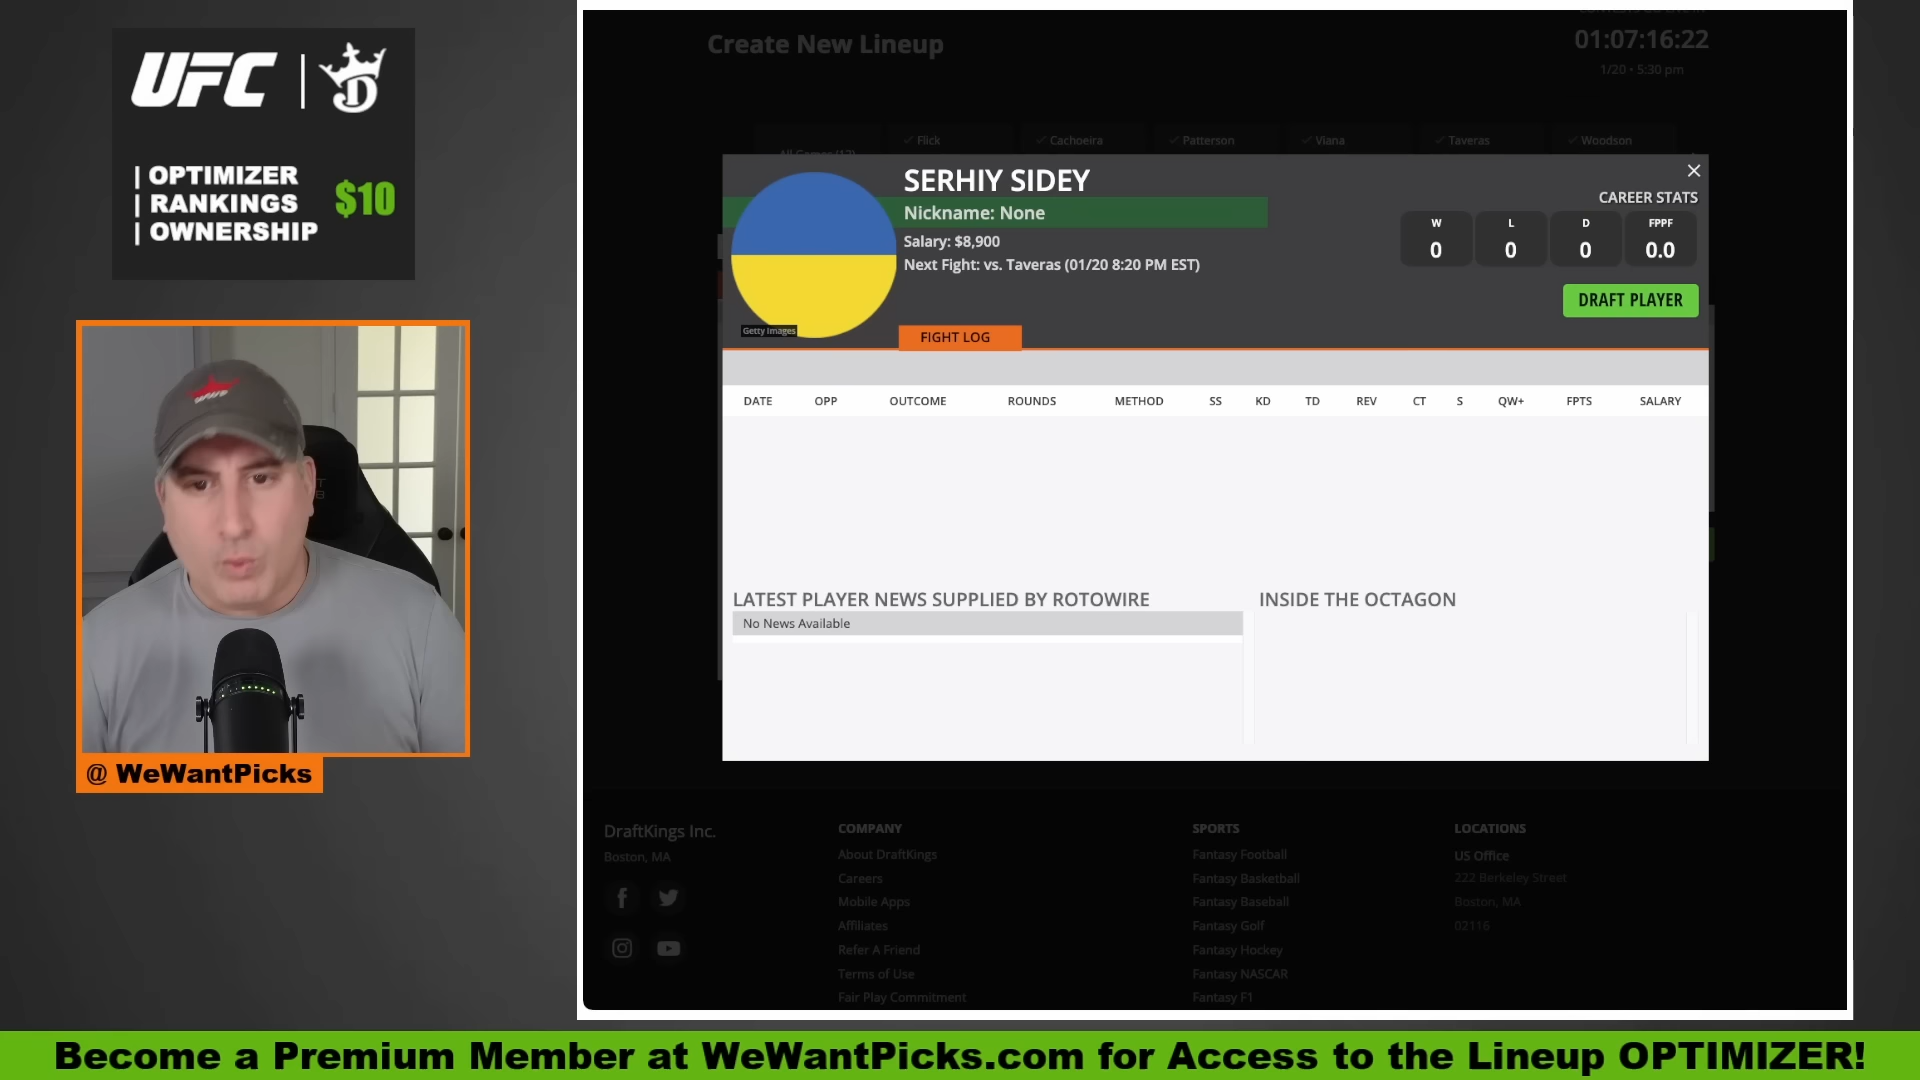 UFC
OPTIMIZER
RANKINGS
OWNERSHIP
$10
@ WeWantPicks
Create New Lineup
01:07:16:22
1/20 • 5:30 pm
Flick
Cachoeira
Patterson
Viana
Taveras
Woodson
SERHIY SIDEY
Nickname: None
Salary: $8,900
Next Fight: vs. Taveras (01/20 8:20 PM EST)
Getty Images
CAREER STATS
W L D FPPF
0 0 0 0.0
DRAFT PLAYER
FIGHT LOG
DATE OPP OUTCOME ROUNDS METHOD SS KD TD REV CT S QW+ FPTS SALARY
LATEST PLAYER NEWS SUPPLIED BY ROTOWIRE
No News Available
INSIDE THE OCTAGON
DraftKings Inc.
Boston, MA
COMPANY
About DraftKings
Careers
Mobile Apps
Affiliates
Refer A Friend
Terms of Use
Fair Play Commitment
SPORTS
Fantasy Football
Fantasy Basketball
Fantasy Baseball
Fantasy Golf
Fantasy Hockey
Fantasy NASCAR
Fantasy F1
LOCATIONS
US Office
222 Berkeley Street
Boston, MA
02116
Become a Premium Member at WeWantPicks.com for Access to the Lineup OPTIMIZER!